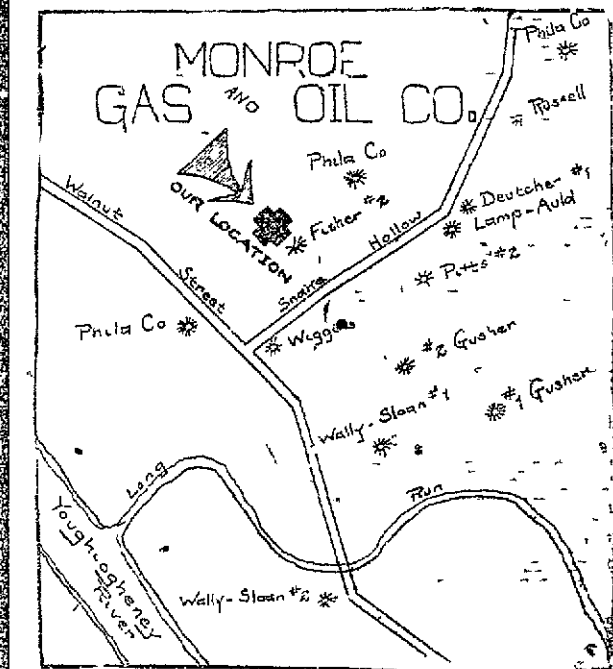 MONROE
GAS AND OIL CO.
Phila Co
Rossell
Phila Co
Deutcher #1
Lamp-Auld
OUR LOCATION
Fisher #2
Walnut Street
Snake Hollow
Pitts #2
Phila Co
Wiggins
#2 Gusher
#1 Gusher
Wally-Sloan #1
Long Run
Youghiogheney River
Wally-Sloan #2